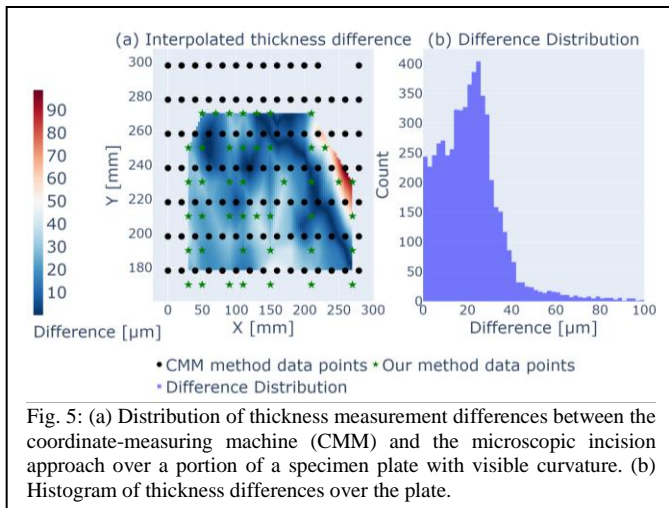 (a) Interpolated thickness difference
(b) Difference Distribution
300
280
260
240
220
200
180
Y [mm]
0
50
100
150
200
250
300
X [mm]
90
80
70
60
50
40
30
20
10
Difference [µm]
400
350
300
250
200
150
100
50
0
Count
0
20
40
60
80
100
Difference [µm]
CMM method data points
Our method data points
Difference Distribution
Fig. 5: (a) Distribution of thickness measurement differences between the
coordinate-measuring machine (CMM) and the microscopic incision
approach over a portion of a specimen plate with visible curvature. (b)
Histogram of thickness differences over the plate.